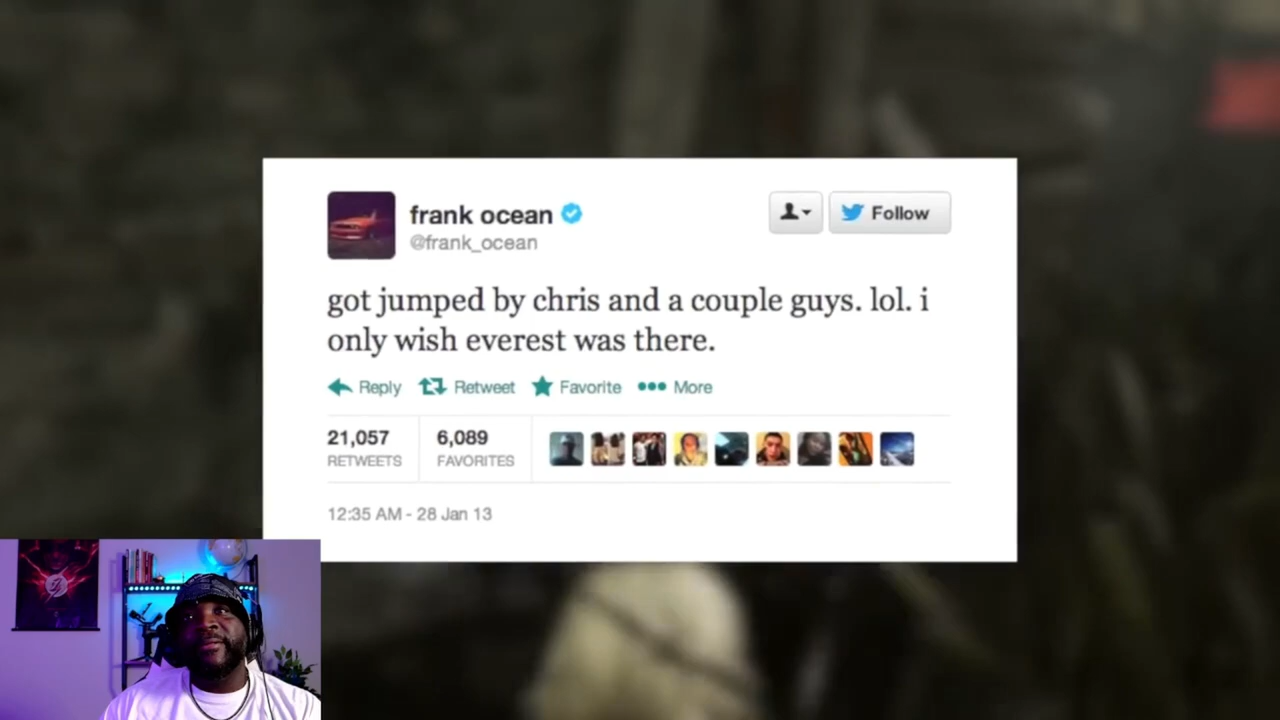 frank ocean
@frank_ocean
Follow
got jumped by chris and a couple guys. lol. i
only wish everest was there.
Reply Retweet Favorite More
21,057 6,089
RETWEETS FAVORITES
12:35 AM - 28 Jan 13